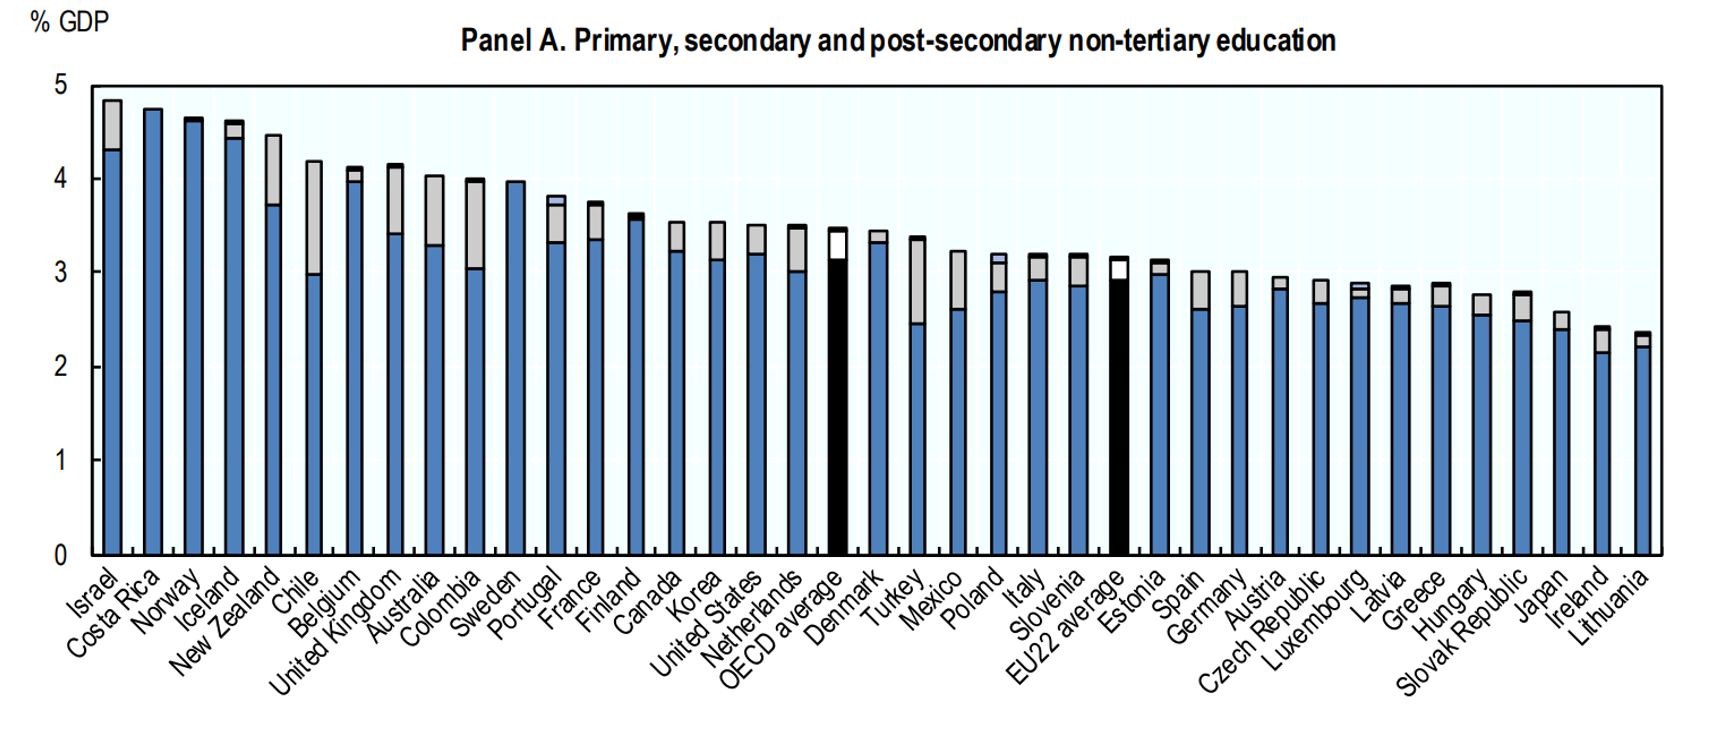 % GDP
Panel A. Primary, secondary and post-secondary non-tertiary education
5
4
3
2
1
0
Israel
Costa Rica
Norway
Iceland
New Zealand
Chile
Belgium
United Kingdom
Australia
Colombia
Sweden
Portugal
France
Finland
Canada
Korea
United States
Netherlands
OECD average
Denmark
Turkey
Mexico
Poland
Italy
Slovenia
EU22 average
Estonia
Spain
Germany
Austria
Czech Republic
Luxembourg
Latvia
Greece
Hungary
Slovak Republic
Japan
Ireland
Lithuania